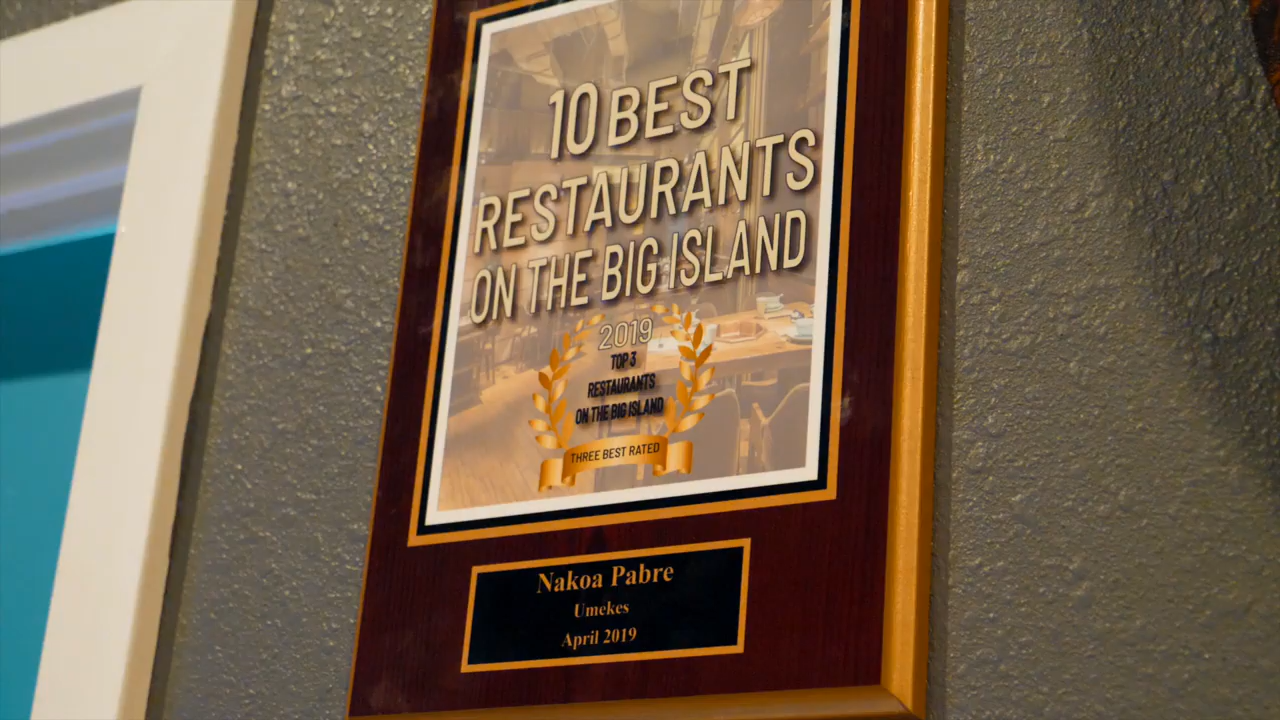 10 BEST
RESTAURANTS
ON THE BIG ISLAND
2019
TOP 3
RESTAURANTS
ON THE BIG ISLAND
THREE BEST RATED
Nakoa Pabre
Umekes
April 2019